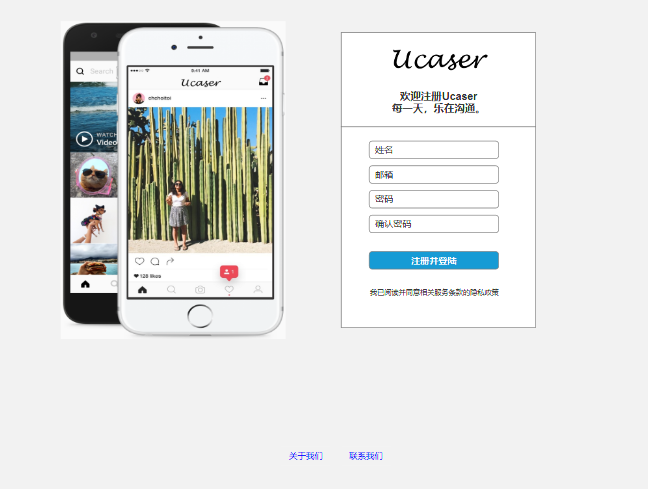 Search
WATCH
Video
9:41 AM
Ucaser
chchoitoi
128 likes
1
Ucaser
欢迎注册Ucaser
每一天，乐在沟通。
姓名
邮箱
密码
确认密码
注册并登陆
我已阅读并同意相关服务条款的隐私政策
关于我们
联系我们